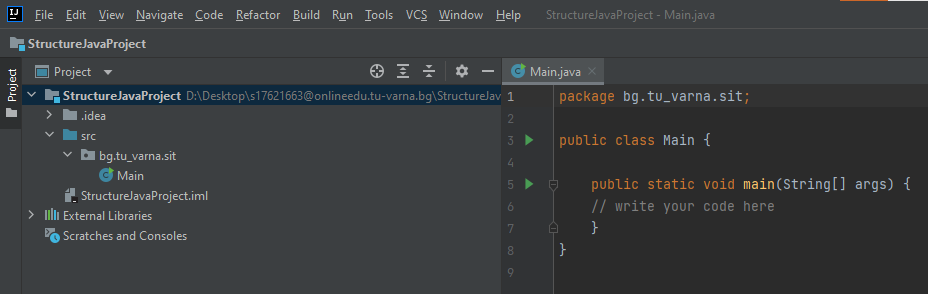 IJ File Edit View Navigate Code Refactor Build Run Tools VCS Window Help StructureJavaProject - Main.java
StructureJavaProject
Project
Project
StructureJavaProject D:\Desktop\s17621663@onlineedu.tu-varna.bg\StructureJav
.idea
src
bg.tu_varna.sit
Main
StructureJavaProject.iml
External Libraries
Scratches and Consoles
Main.java
1 package bg.tu_varna.sit;
2
3 public class Main {
4
5 public static void main(String[] args) {
6 // write your code here
7 }
8 }
9